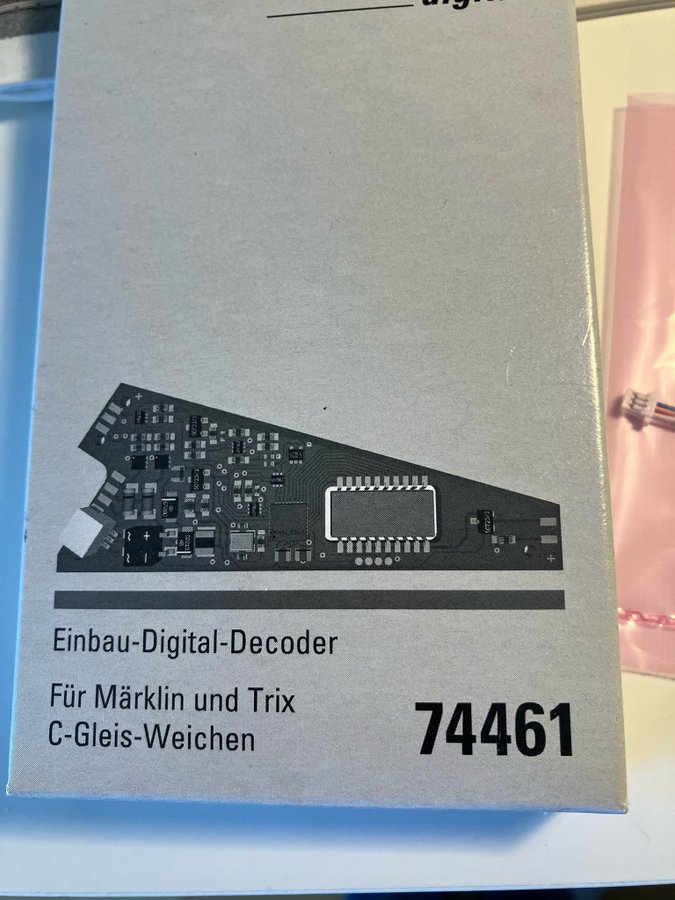 Einbau-Digital-Decoder
Für Märklin und Trix
C-Gleis-Weichen
74461